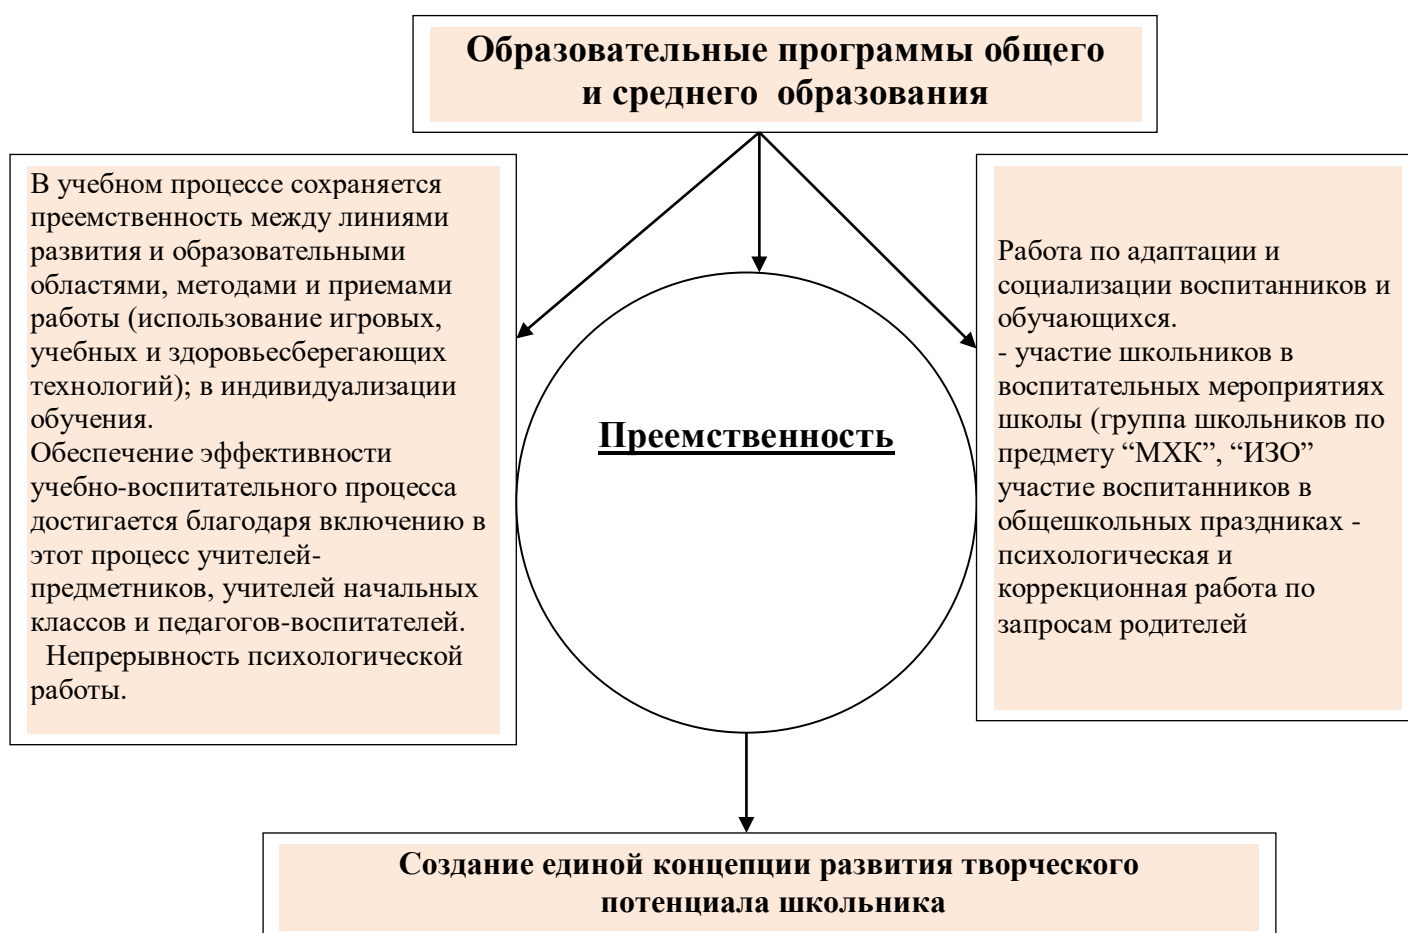 Образовательные программы общего
и среднего образования
В учебном процессе сохраняется
преемственность между линиями
развития и образовательными
областями, методами и приемами
работы (использование игровых,
учебных и здоровьесберегающих
технологий); в индивидуализации
обучения.
Обеспечение эффективности
учебно-воспитательного процесса
достигается благодаря включению в
этот процесс учителей-
предметников, учителей начальных
классов и педагогов-воспитателей.
Непрерывность психологической
работы.
Преемственность
Работа по адаптации и
социализации воспитанников и
обучающихся.
- участие школьников в
воспитательных мероприятиях
школы (группа школьников по
предмету “МХК”, “ИЗО”
участие воспитанников в
общешкольных праздниках -
психологическая и
коррекционная работа по
запросам родителей
Создание единой концепции развития творческого
потенциала школьника